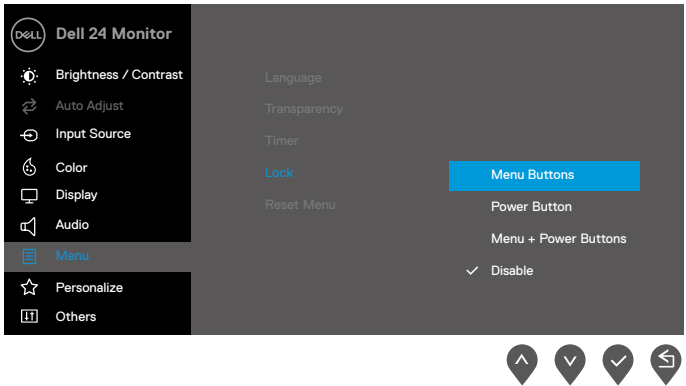 DELL
Dell 24 Monitor
Brightness / Contrast
Auto Adjust
Input Source
Color
Display
Audio
Menu
Personalize
Others
Language
Transparency
Timer
Lock
Reset Menu
Menu Buttons
Power Button
Menu + Power Buttons
Disable